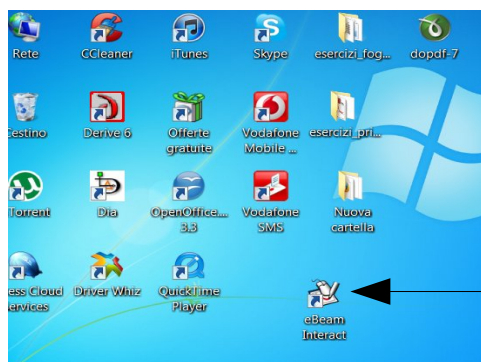 Rete CCleaner iTunes Skype esercizi_fog... dopdf-7
Cestino Derive 6 Offerte Vodafone esercizi_pri...
gratuite Mobile ...
Torrent Dia OpenOffice.... Vodafone Nuova
3.3 SMS cartella
ess Cloud Driver Whiz QuickTime
ervices Player
eBeam
Interact